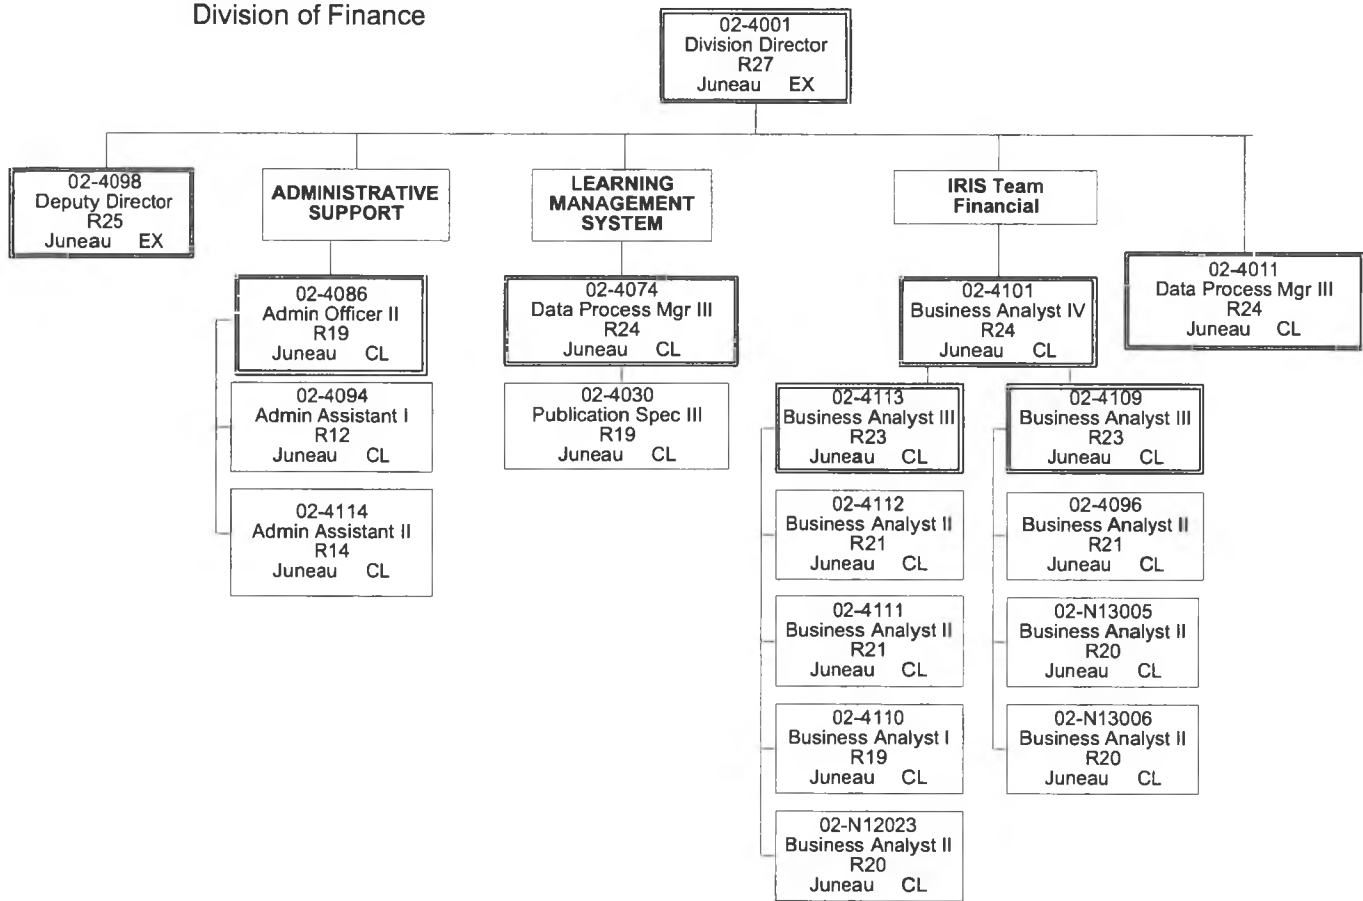 Division of Finance
02-4001
Division Director
R27
Juneau EX
02-4098
Deputy Director
R25
Juneau EX
ADMINISTRATIVE
SUPPORT
LEARNING
MANAGEMENT
SYSTEM
IRIS Team
Financial
02-4011
Data Process Mgr III
R24
Juneau CL
02-4086
Admin Officer II
R19
Juneau CL
02-4094
Admin Assistant I
R12
Juneau CL
02-4114
Admin Assistant II
R14
Juneau CL
02-4074
Data Process Mgr III
R24
Juneau CL
02-4030
Publication Spec III
R19
Juneau CL
02-4101
Business Analyst IV
R24
Juneau CL
02-4113
Business Analyst III
R23
Juneau CL
02-4112
Business Analyst II
R21
Juneau CL
02-4111
Business Analyst II
R21
Juneau CL
02-4110
Business Analyst I
R19
Juneau CL
02-N12023
Business Analyst II
R20
Juneau CL
02-4109
Business Analyst III
R23
Juneau CL
02-4096
Business Analyst II
R21
Juneau CL
02-N13005
Business Analyst II
R20
Juneau CL
02-N13006
Business Analyst II
R20
Juneau CL